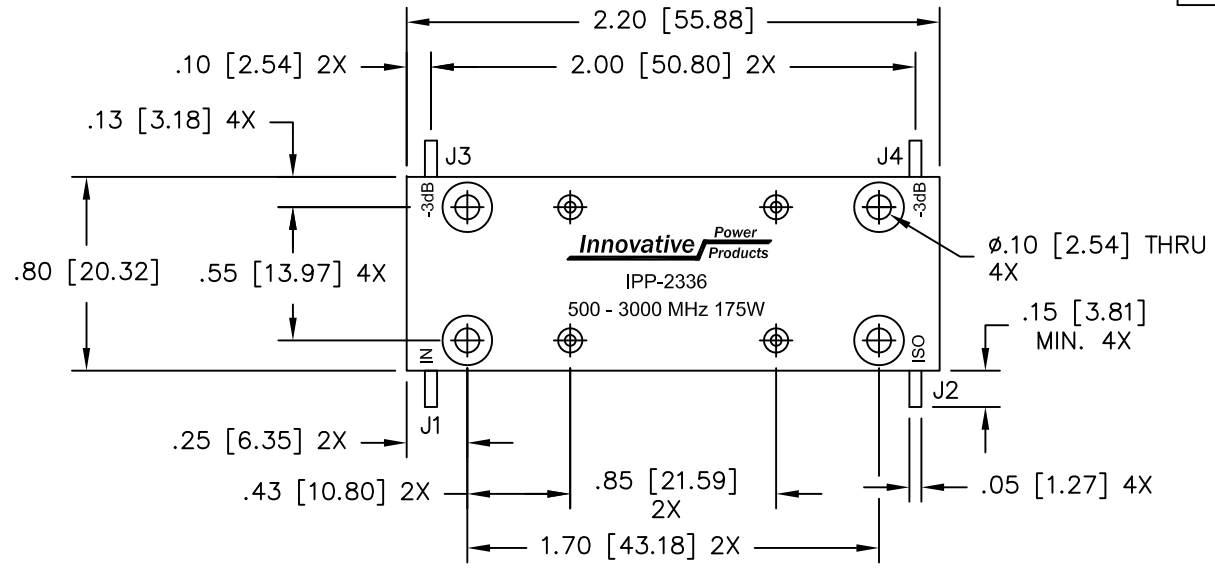 2.20 [55.88]
.10 [2.54] 2X
2.00 [50.80] 2X
.13 [3.18] 4X
J3
J4
-3dB
-3dB
.80 [20.32]
.55 [13.97] 4X
Innovative Power Products
IPP-2336
500 - 3000 MHz 175W
ø.10 [2.54] THRU
4X
.15 [3.81]
MIN. 4X
IN
ISO
J1
J2
.25 [6.35] 2X
.43 [10.80] 2X
.85 [21.59]
2X
.05 [1.27] 4X
1.70 [43.18] 2X